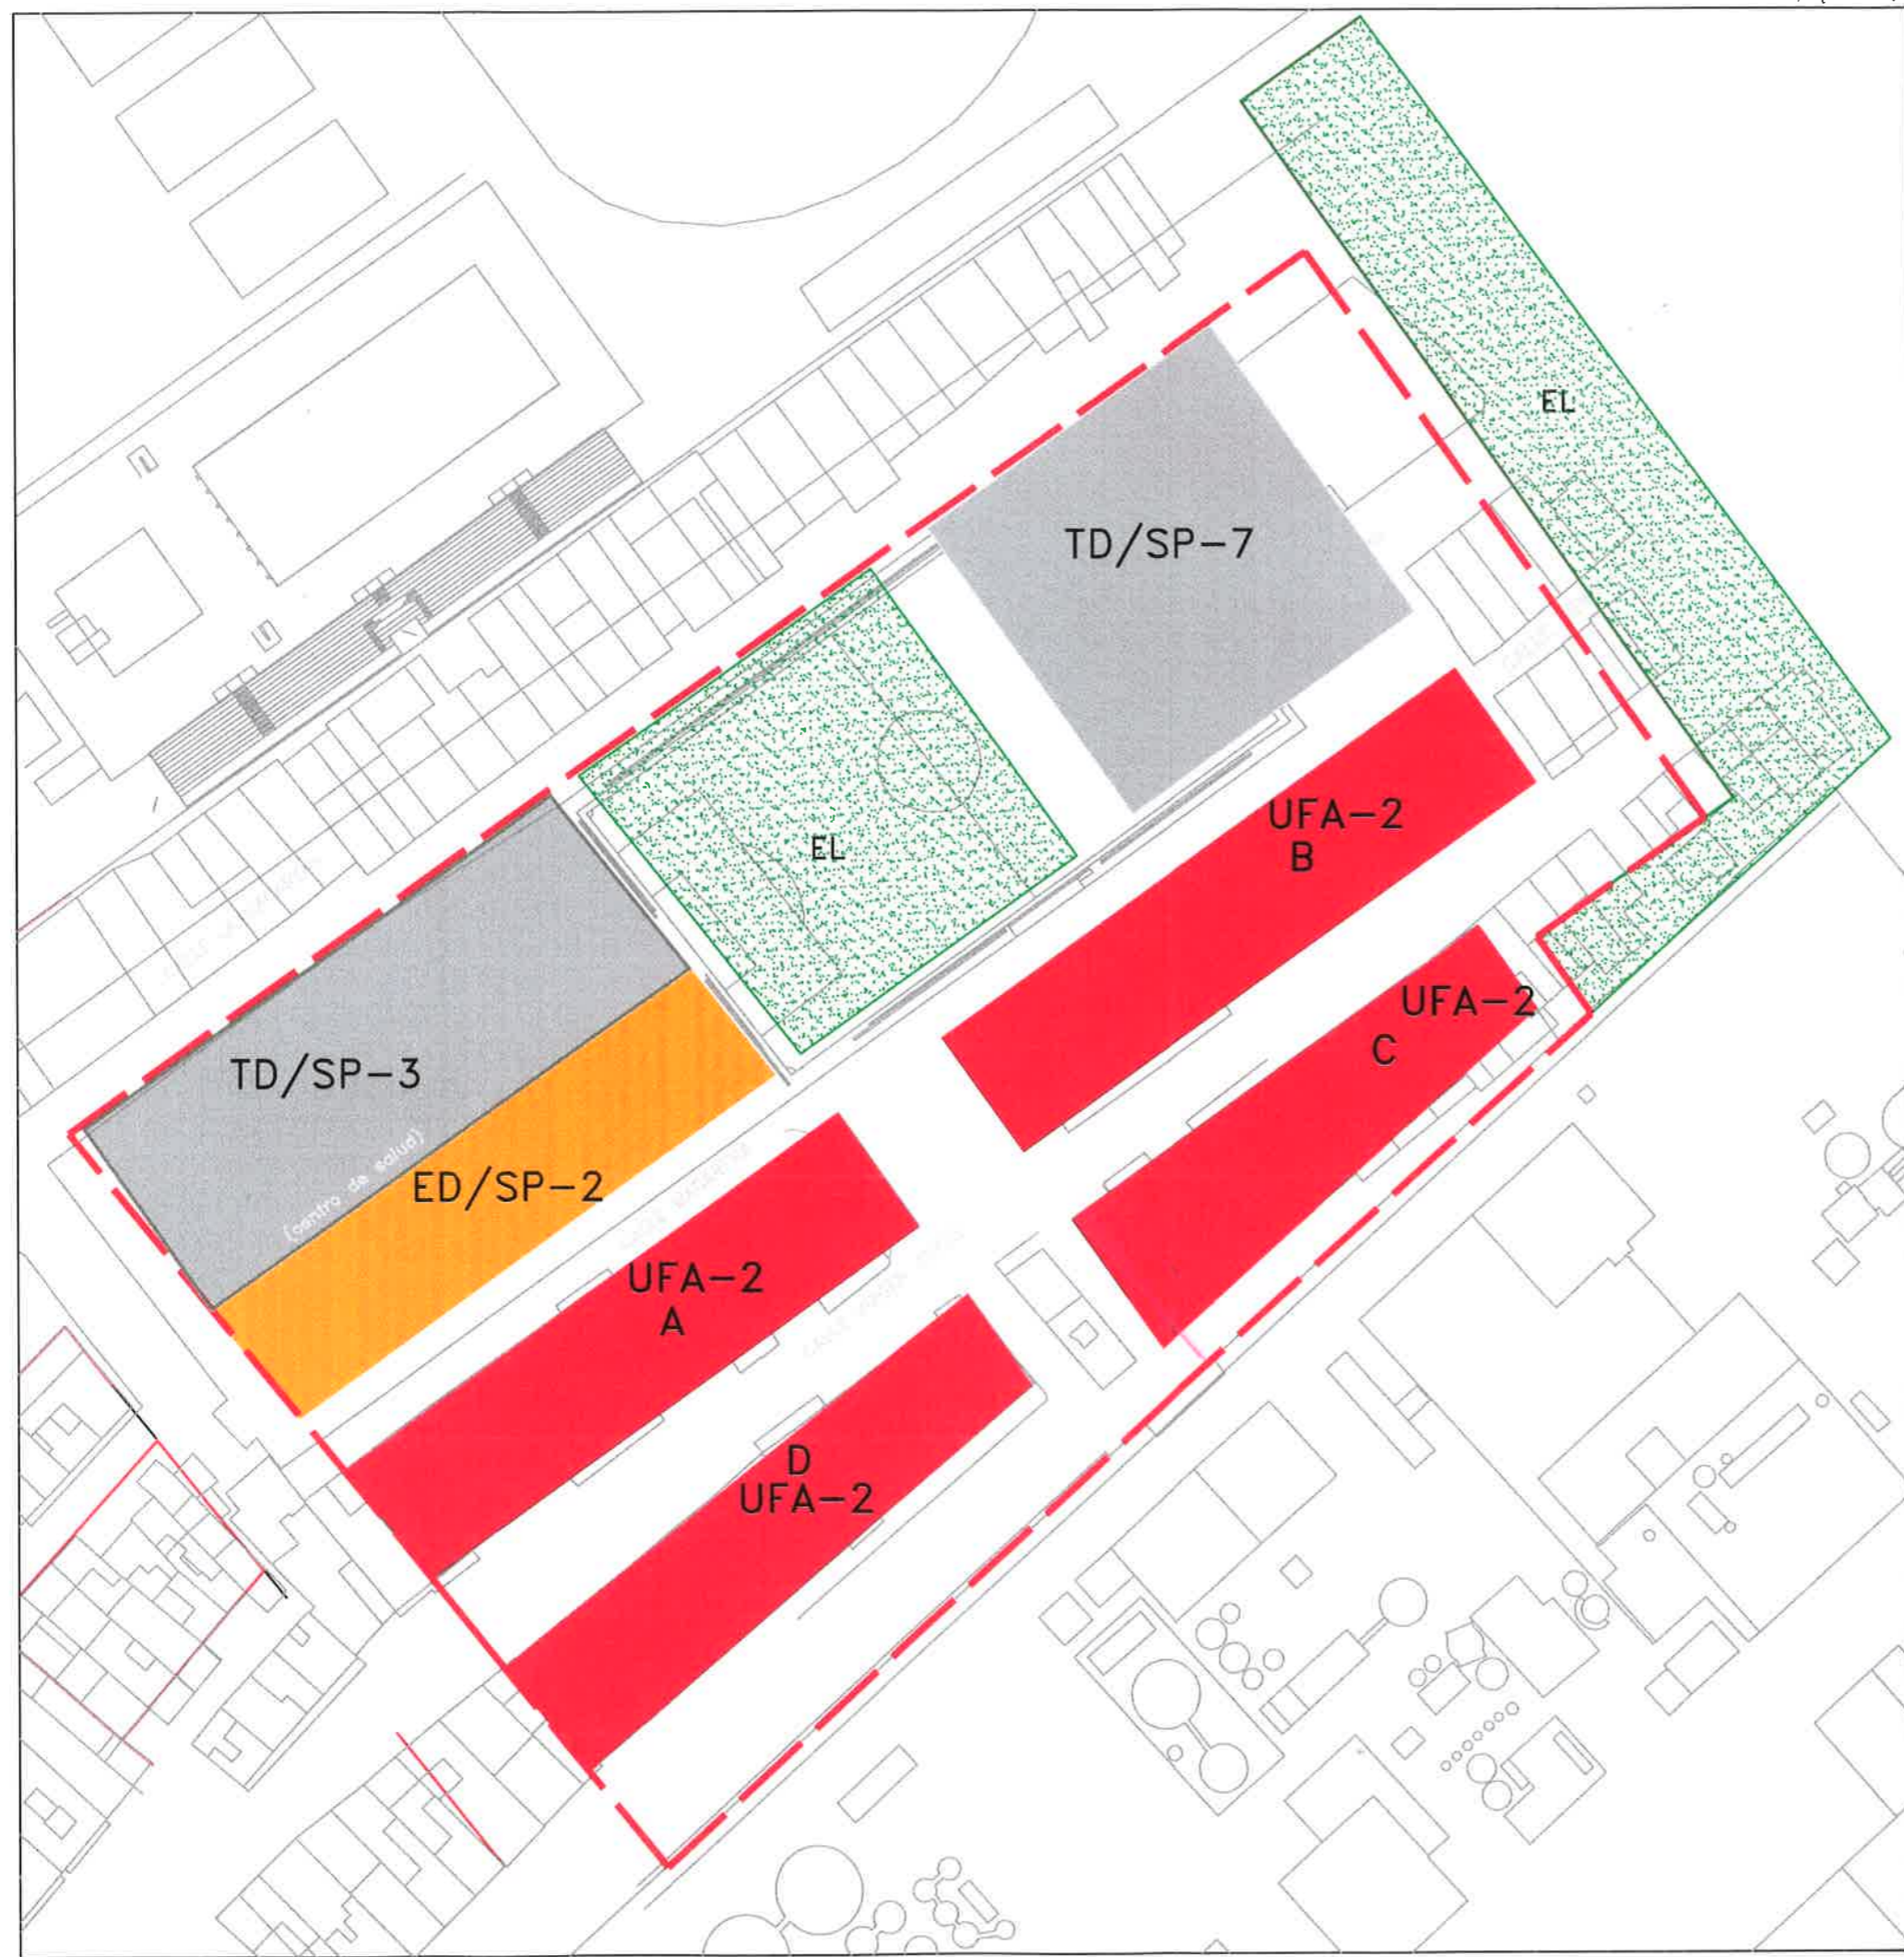 EL
TD/SP-7
UFA-2
B
EL
UFA-2
C
TD/SP-3
(centro de salud)
ED/SP-2
UFA-2
A
D
UFA-2